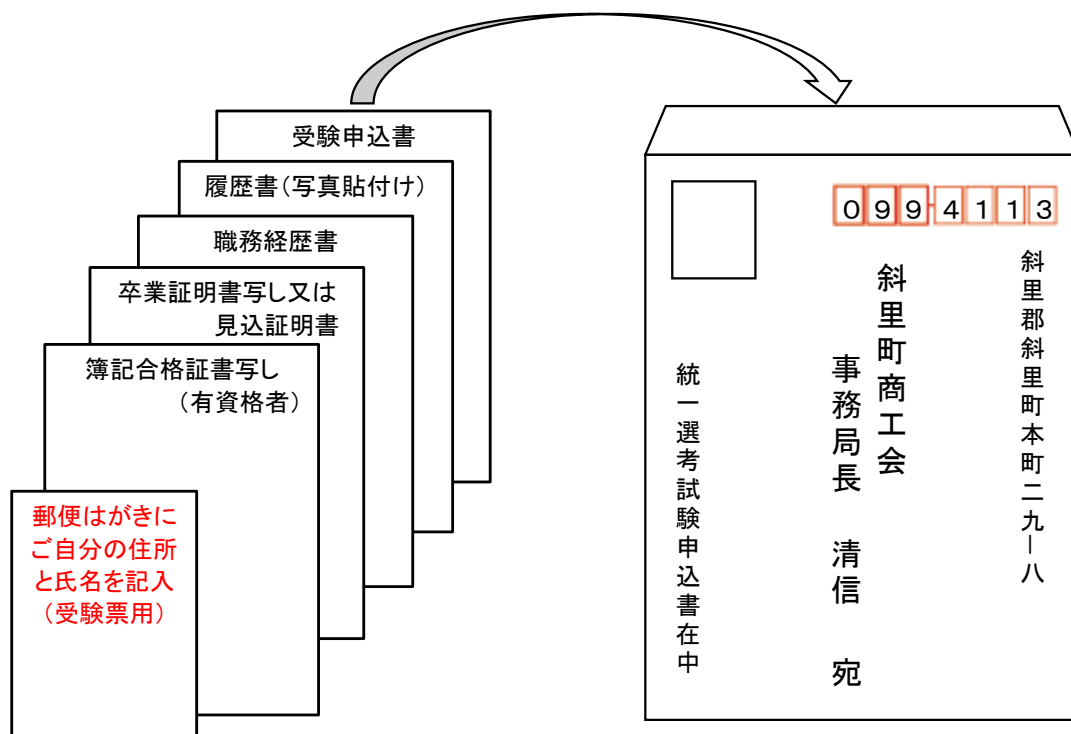 受験申込書
履歴書（写真貼付け）
職務経歴書
卒業証明書写し又は
見込証明書
簿記合格証書写し
（有資格者）
郵便はがきに
ご自分の住所
と氏名を記入
（受験票用）
099-4113
斜里郡斜里町本町二九―八
斜里町商工会
事務局長　清信　宛
統一選考試験申込書在中